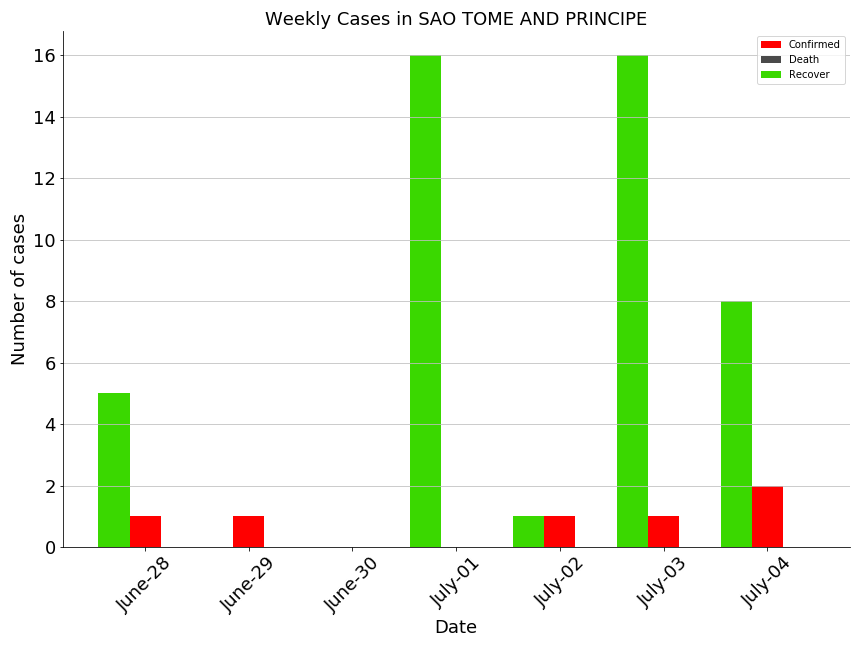 Weekly Cases in SAO TOME AND PRINCIPE
Confirmed
Death
Recover
Number of cases
16
14
12
10
8
6
4
2
0
June-28
June-29
June-30
July-01
July-02
July-03
July-04
Date